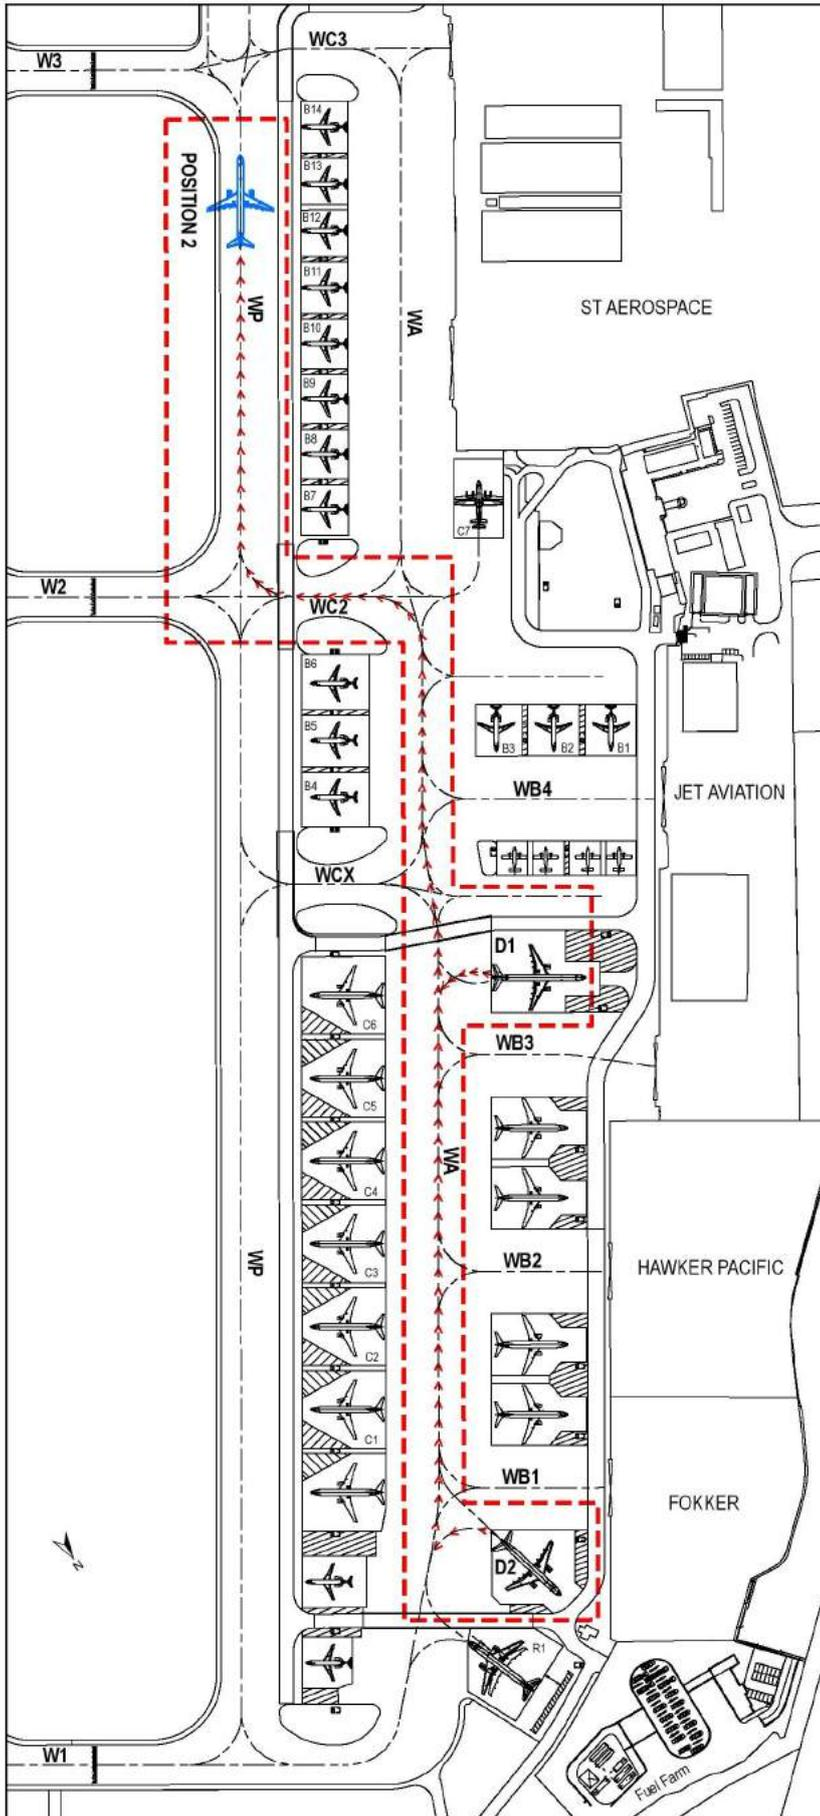 WC3
W3
B14
B13
POSITION 2
B12
B11
WP
ST AEROSPACE
WA
B10
B9
B8
B7
C7
W2
WC2
B6
B5
B3
B2
B1
B4
WB4
JET AVIATION
WCX
D1
C6
WB3
C5
WA
C4
WP
C3
WB2
HAWKER PACIFIC
C2
C1
WB1
FOKKER
N
D2
R1
W1
Fuel Farm